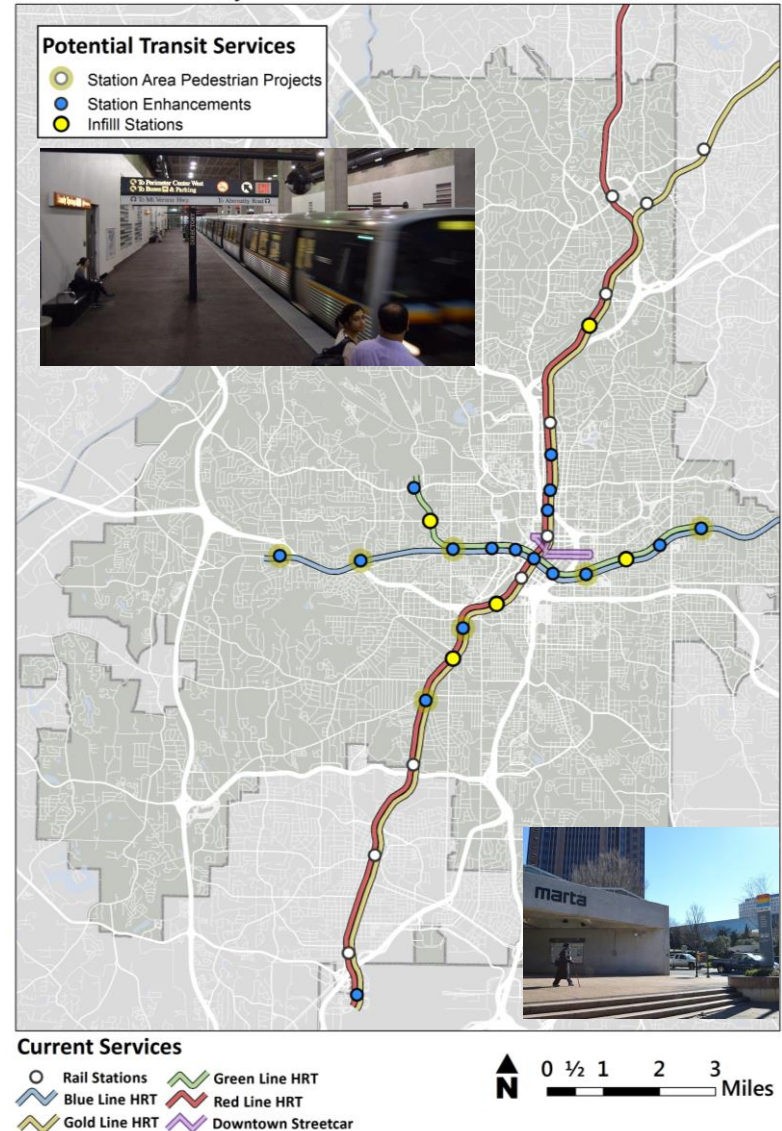 Potential Transit Services
Station Area Pedestrian Projects
Station Enhancements
Infilll Stations
To Perimeter Center West
To Buses & Parking
To Mt. Vernon Hwy
To Abernathy Road
DIRECTORY
marta
Current Services
Rail Stations
Blue Line HRT
Gold Line HRT
Green Line HRT
Red Line HRT
Downtown Streetcar
N
0 ½ 1 2 3 Miles